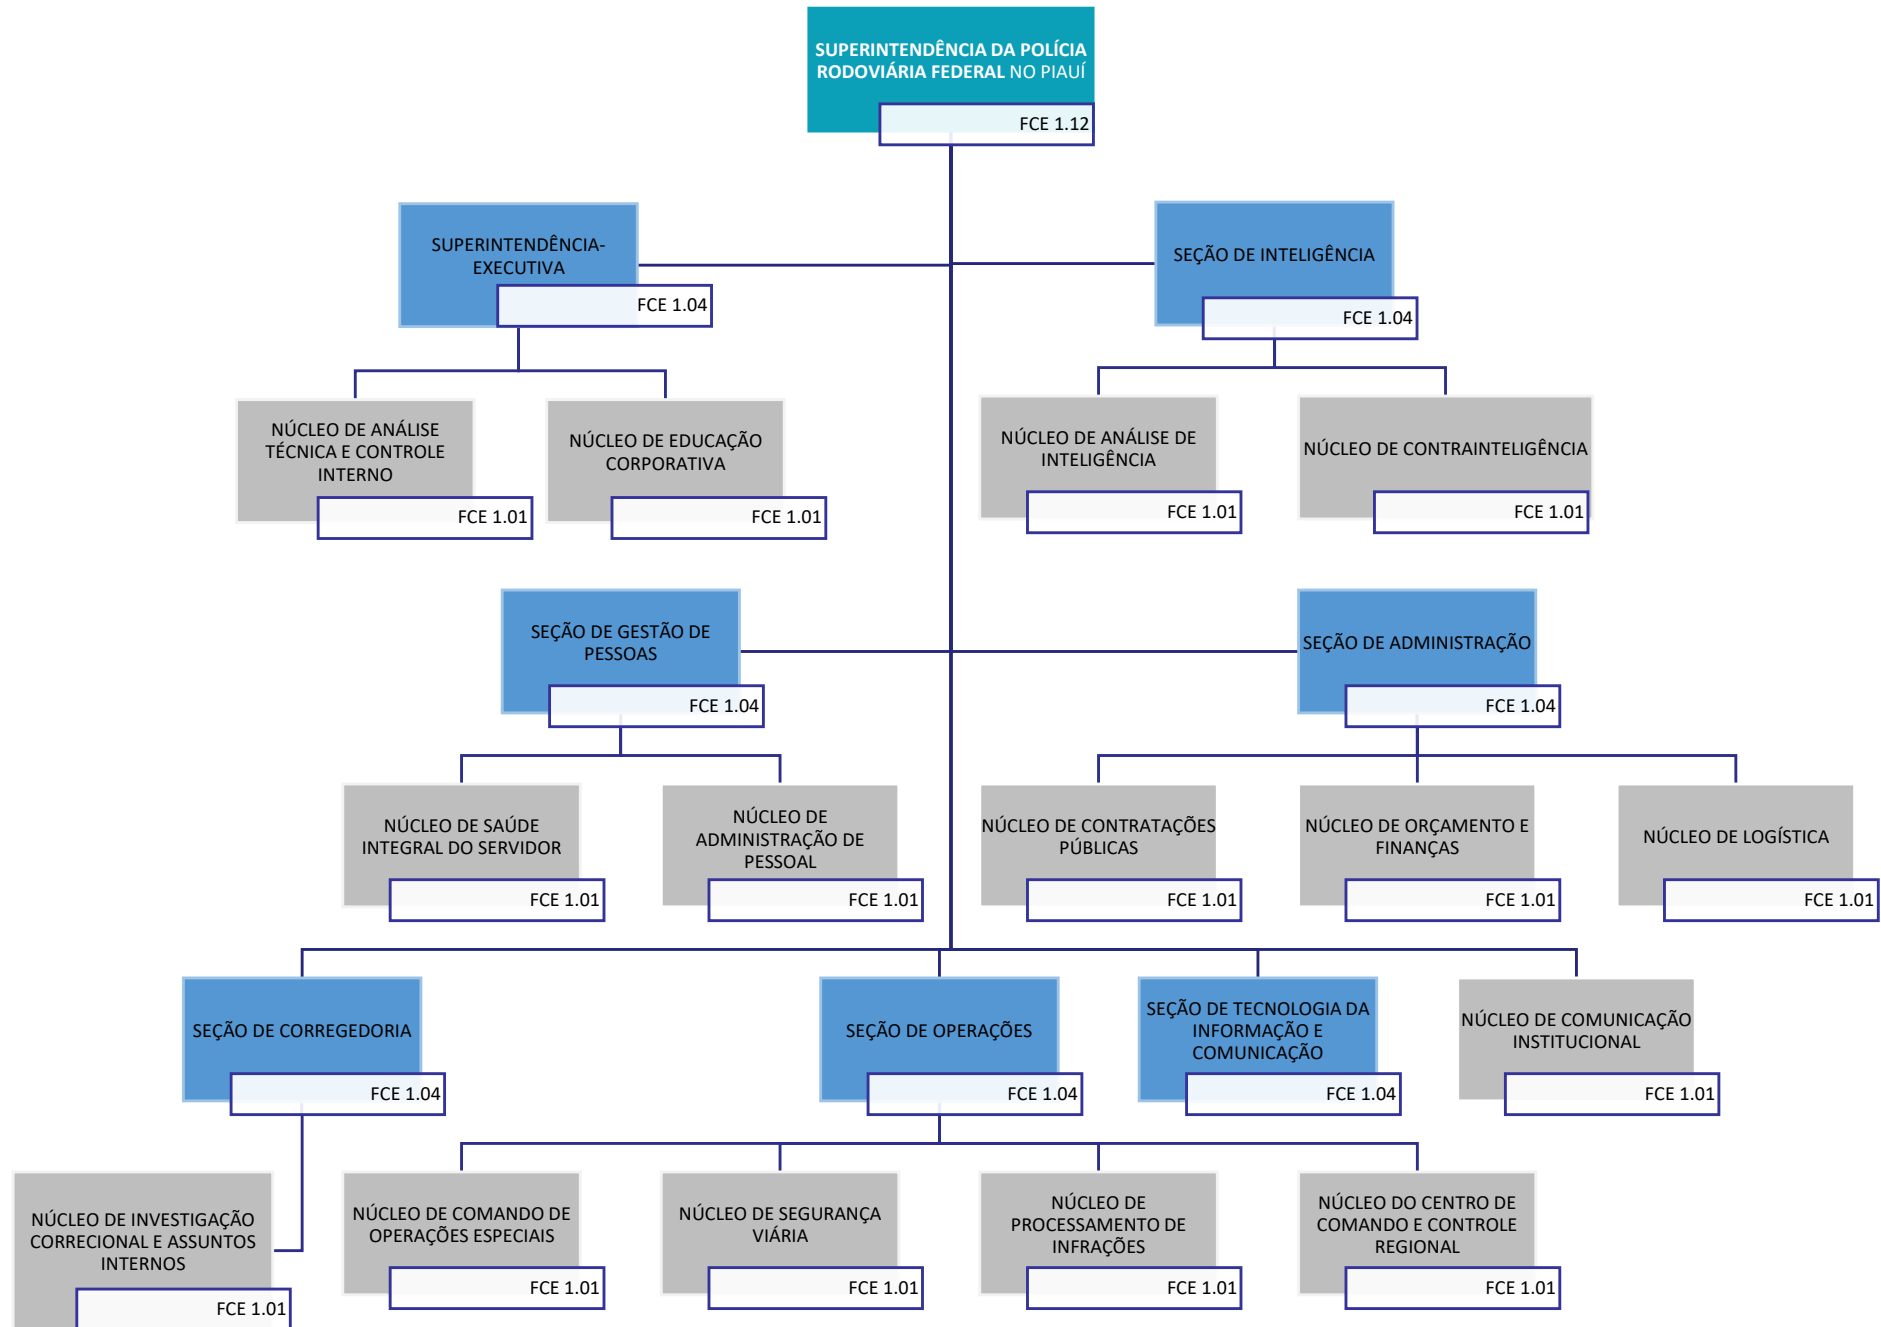 SUPERINTENDÊNCIA DA POLÍCIA
RODOVIÁRIA FEDERAL NO PIAUÍ
FCE 1.12
SUPERINTENDÊNCIA-
EXECUTIVA
FCE 1.04
SEÇÃO DE INTELIGÊNCIA
FCE 1.04
NÚCLEO DE ANÁLISE
TÉCNICA E CONTROLE
INTERNO
FCE 1.01
NÚCLEO DE EDUCAÇÃO
CORPORATIVA
FCE 1.01
NÚCLEO DE ANÁLISE DE
INTELIGÊNCIA
FCE 1.01
NÚCLEO DE CONTRAINTELIGÊNCIA
FCE 1.01
SEÇÃO DE GESTÃO DE
PESSOAS
FCE 1.04
SEÇÃO DE ADMINISTRAÇÃO
FCE 1.04
NÚCLEO DE SAÚDE
INTEGRAL DO SERVIDOR
FCE 1.01
NÚCLEO DE
ADMINISTRAÇÃO DE
PESSOAL
FCE 1.01
NÚCLEO DE CONTRATAÇÕES
PÚBLICAS
FCE 1.01
NÚCLEO DE ORÇAMENTO E
FINANÇAS
FCE 1.01
NÚCLEO DE LOGÍSTICA
FCE 1.01
SEÇÃO DE CORREGEDORIA
FCE 1.04
SEÇÃO DE OPERAÇÕES
FCE 1.04
SEÇÃO DE TECNOLOGIA DA
INFORMAÇÃO E
COMUNICAÇÃO
FCE 1.04
NÚCLEO DE COMUNICAÇÃO
INSTITUCIONAL
FCE 1.01
NÚCLEO DE INVESTIGAÇÃO
CORRECIONAL E ASSUNTOS
INTERNOS
FCE 1.01
NÚCLEO DE COMANDO DE
OPERAÇÕES ESPECIAIS
FCE 1.01
NÚCLEO DE SEGURANÇA
VIÁRIA
FCE 1.01
NÚCLEO DE
PROCESSAMENTO DE
INFRAÇÕES
FCE 1.01
NÚCLEO DO CENTRO DE
COMANDO E CONTROLE
REGIONAL
FCE 1.01